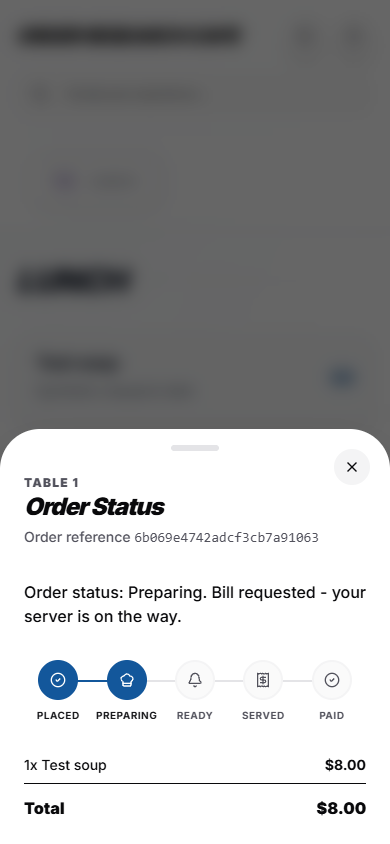 LUNCH
TABLE 1
Order Status
Order reference 6b069e4742adcf3cb7a91063
Order status: Preparing. Bill requested - your
server is on the way.
PLACED PREPARING READY SERVED PAID
1x Test soup $8.00
Total $8.00